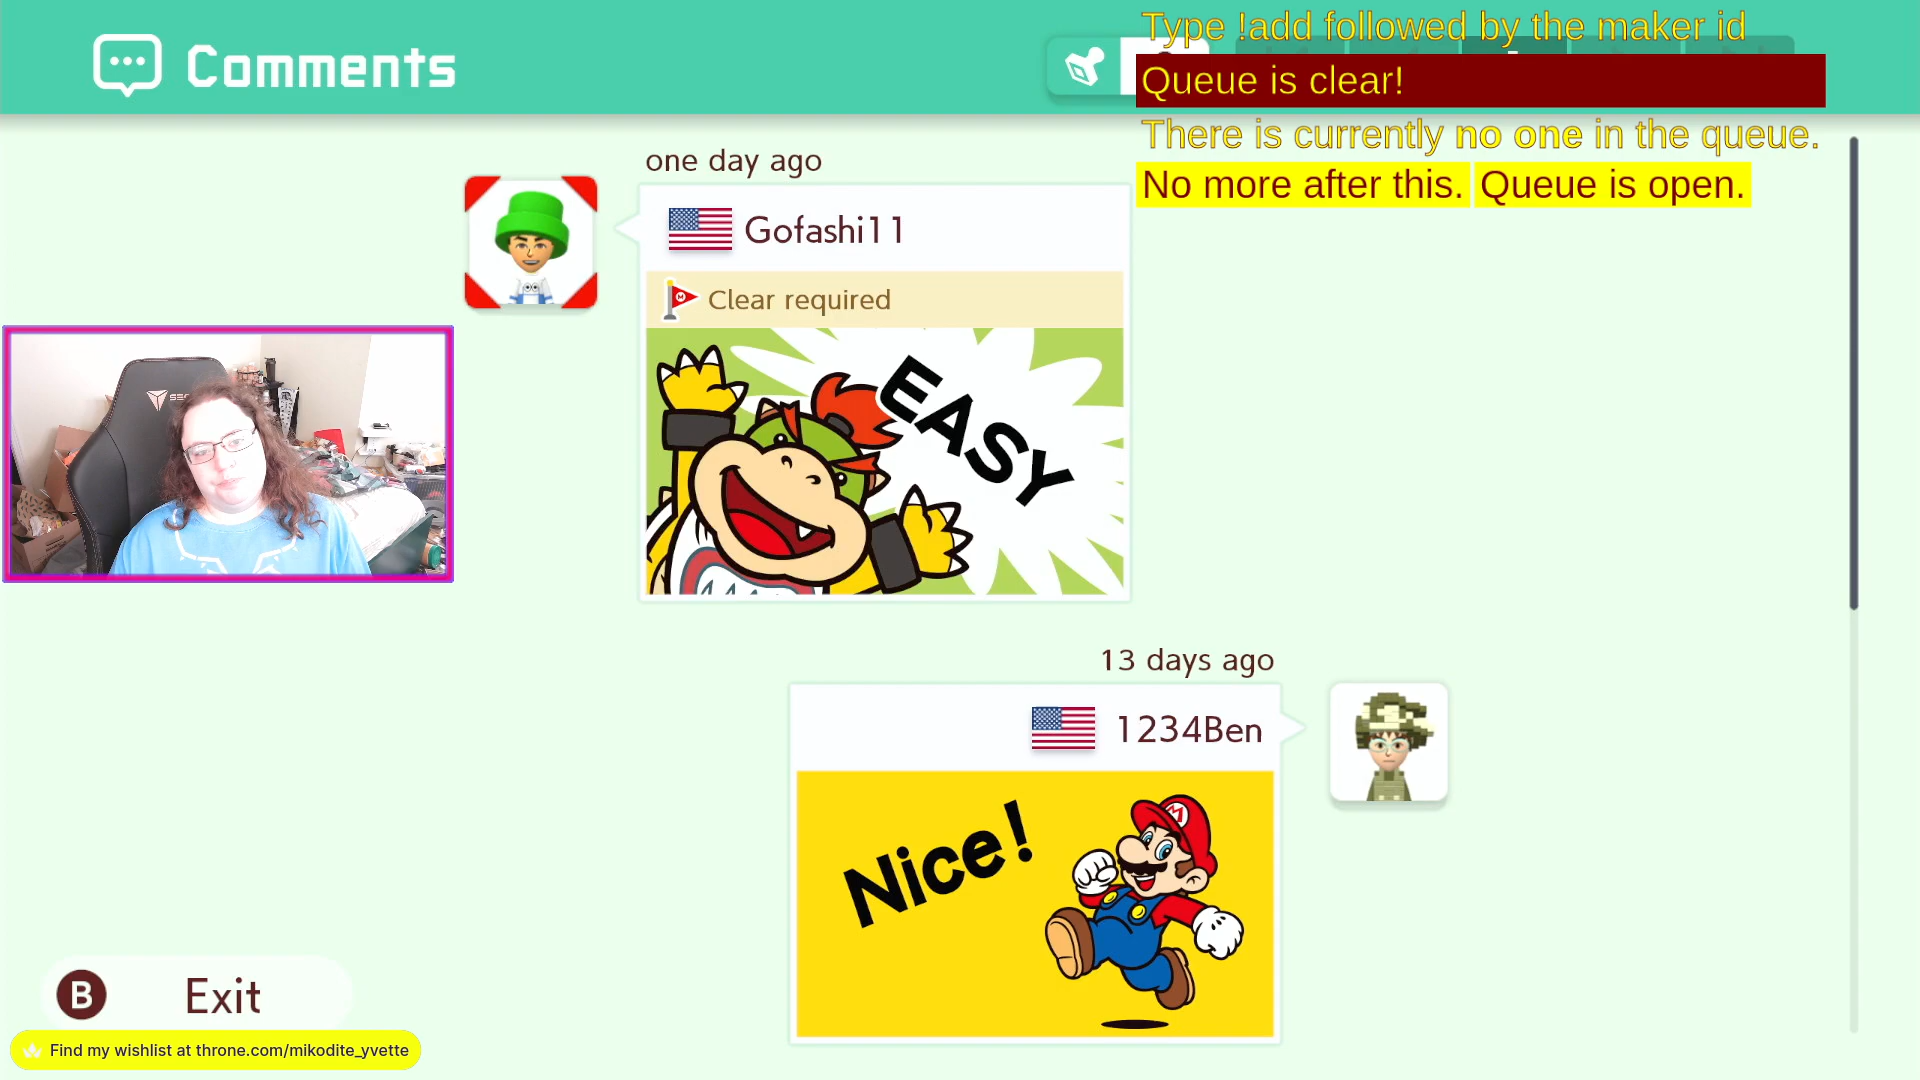 Type !add followed by the maker id
Comments
Queue is clear!
There is currently no one in the queue.
No more after this. Queue is open.
one day ago
Gofashi11
Clear required
EASY
13 days ago
1234Ben
Nice!
B Exit
Find my wishlist at throne.com/mikodite_yvette